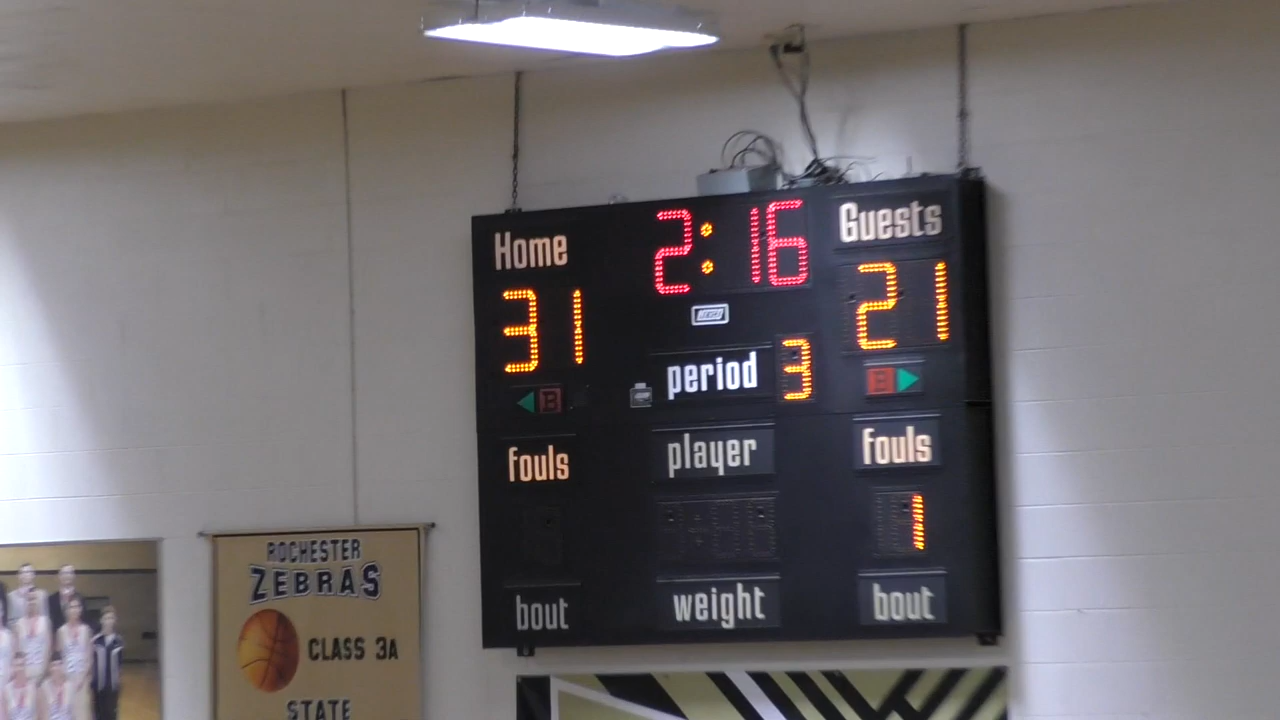 2:16
Home
Guests
31
21
period 3
B
B
fouls
player
fouls
1
bout
weight
bout
ROCHESTER
ZEBRAS
CLASS 3A
STATE